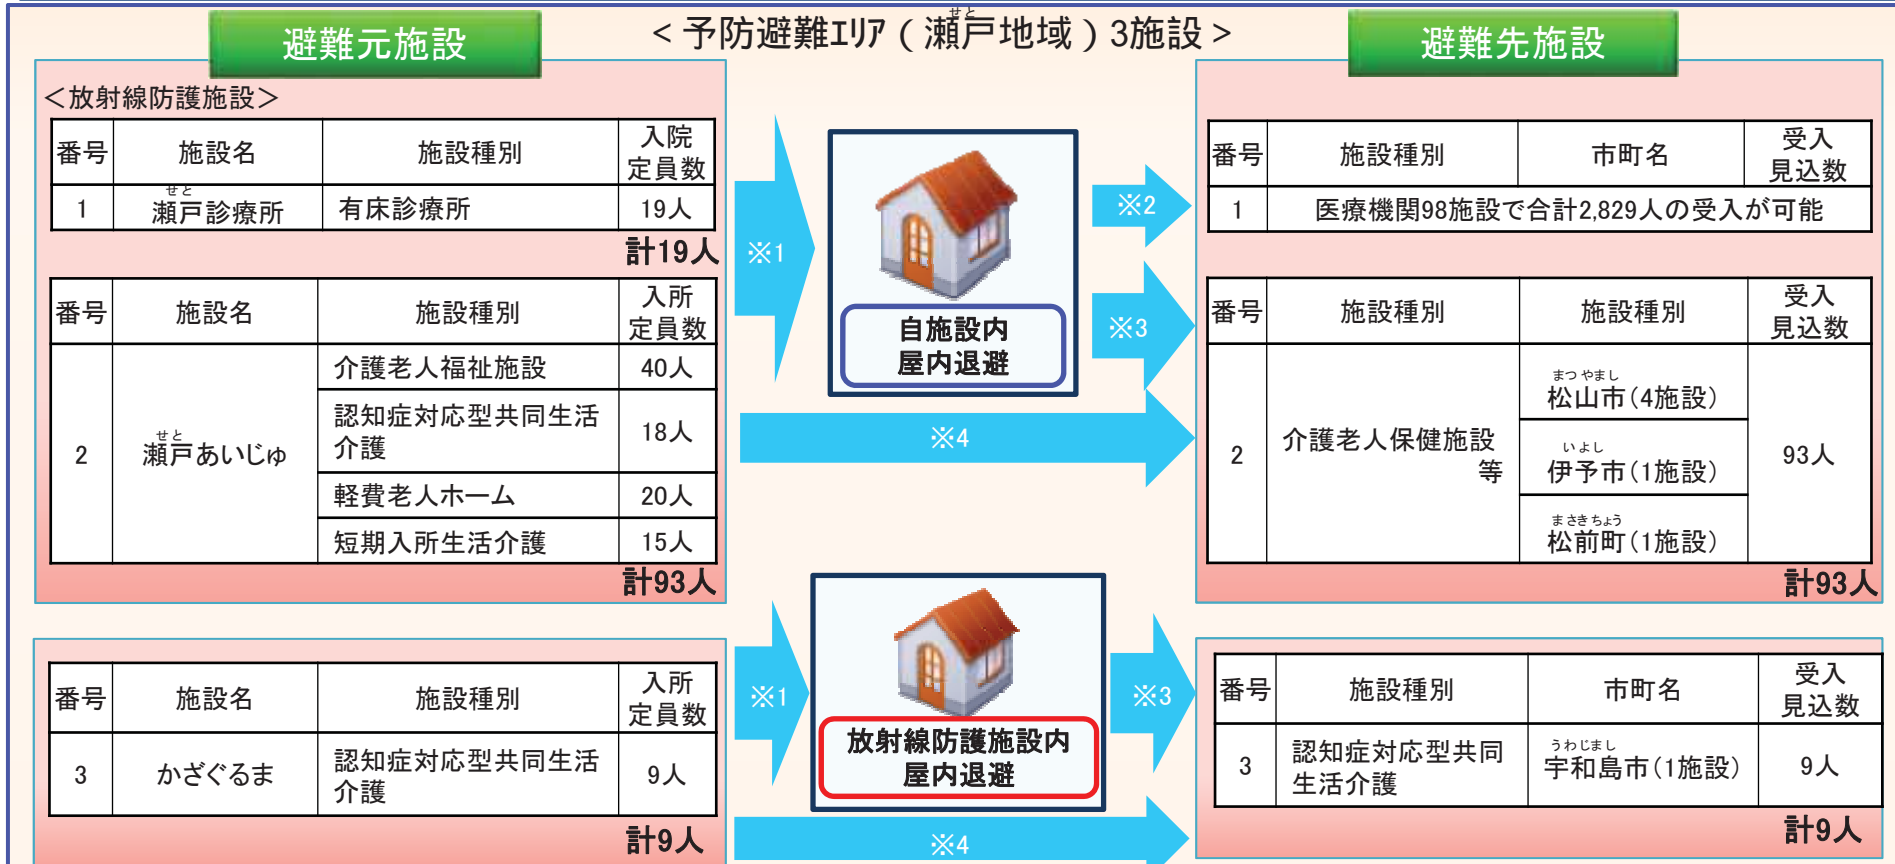 <予防避難エリア(瀬戸地域)3施設>
せと
避難元施設
避難先施設
<放射線防護施設>
番号 施設名 施設種別 入院
定員数
1 瀬戸診療所 有床診療所 19人
せと
計19人
番号 施設名 施設種別 入所
定員数
2 瀬戸あいじゅ
せと
介護老人福祉施設 40人
認知症対応型共同生活
介護 18人
軽費老人ホーム 20人
短期入所生活介護 15人
計93人
番号 施設名 施設種別 入所
定員数
3 かざぐるま 認知症対応型共同生活
介護 9人
計9人
※1
自施設内
屋内退避
※2
※3
※4
※1
放射線防護施設内
屋内退避
※3
※4
番号 施設種別 市町名 受入
見込数
1 医療機関98施設で合計2,829人の受入が可能
番号 施設種別 施設種別 受入
見込数
2 介護老人保健施設
等
まつやまし
松山市(4施設)
いよし
伊予市(1施設)
まさきちょう
松前町(1施設)
93人
計93人
番号 施設種別 市町名 受入
見込数
3 認知症対応型共同
生活介護
うわじまし
宇和島市(1施設) 9人
計9人